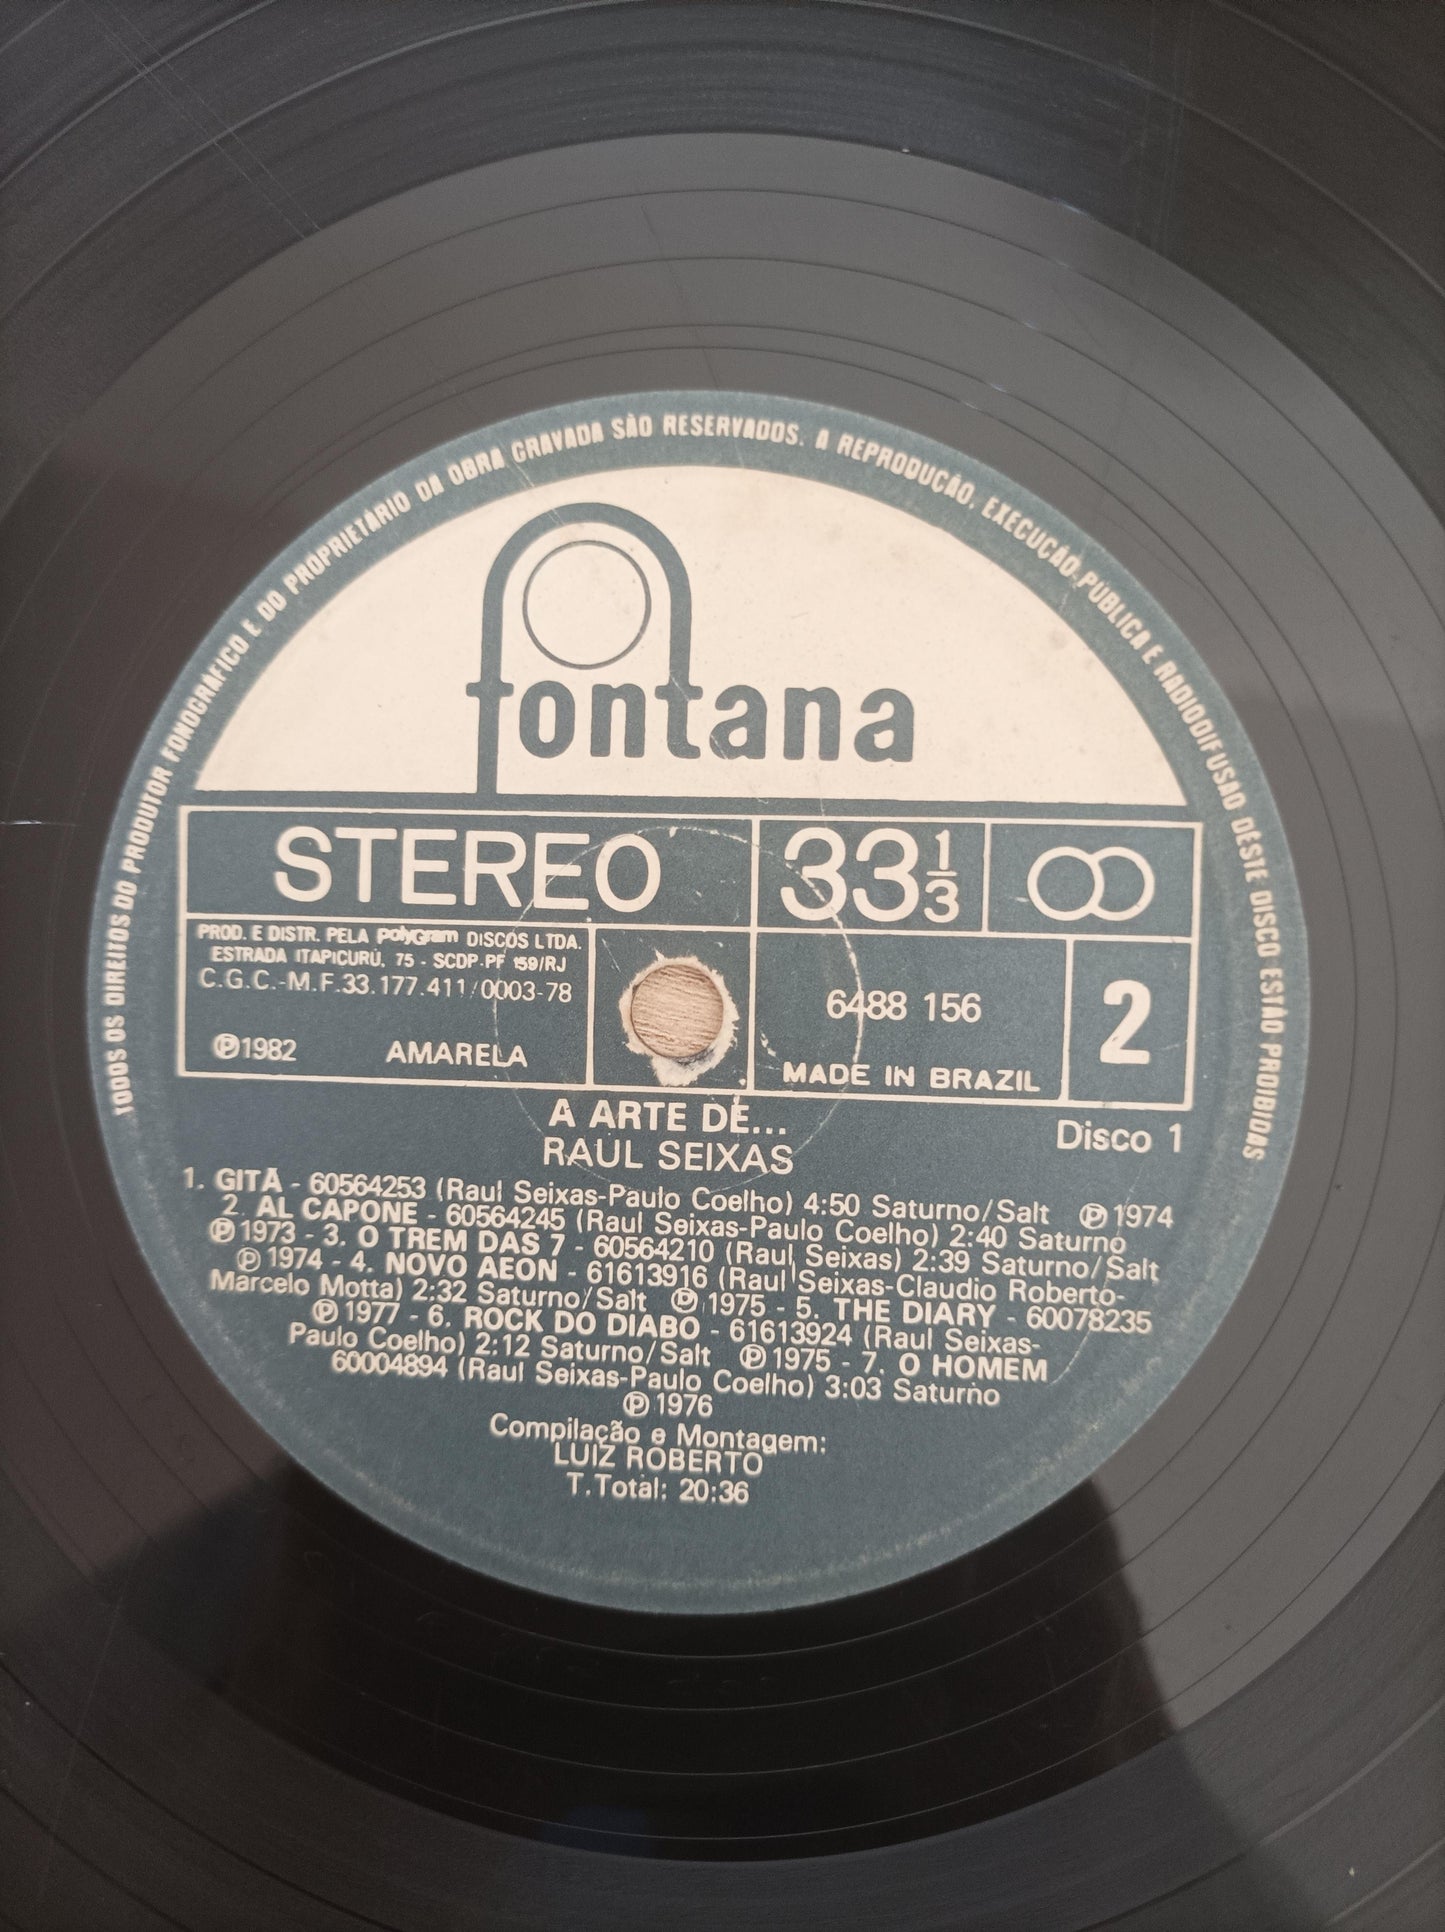 TODOS OS DIREITOS DO PRODUTOR FONOGRÁFICO E DO PROPRIETÁRIO DA OBRA GRAVADA SÃO RESERVADOS. A REPRODUÇÃO, EXECUÇÃO PÚBLICA E RADIODIFUSÃO DÊSTE DISCO ESTÃO PROIBIDAS
fontana
STEREO
33 1/3
PROD. E DISTR. PELA PolyGram DISCOS LTDA.
ESTRADA ITAPICURÚ, 75 - SCDP-PF 159/RJ
C.G.C.-M.F.33.177.411/0003-78
℗1982 AMARELA
6488 156
MADE IN BRAZIL
2
A ARTE DE...
RAUL SEIXAS
Disco 1
1. GITÃ - 60564253 (Raul Seixas-Paulo Coelho) 4:50 Saturno/Salt ℗1974
2. AL CAPONE - 60564245 (Raul Seixas-Paulo Coelho) 2:40 Saturno
℗1973 - 3. O TREM DAS 7 - 60564210 (Raul Seixas) 2:39 Saturno/Salt
℗1974 - 4. NOVO AEON - 61613916 (Raul Seixas-Claudio Roberto-
Marcelo Motta) 2:32 Saturno/Salt ℗1975 - 5. THE DIARY - 60078235
℗1977 - 6. ROCK DO DIABO - 61613924 (Raul Seixas-
Paulo Coelho) 2:12 Saturno/Salt ℗1975 - 7. O HOMEM
60004894 (Raul Seixas-Paulo Coelho) 3:03 Saturno
℗1976
Compilação e Montagem:
LUIZ ROBERTO
T.Total: 20:36